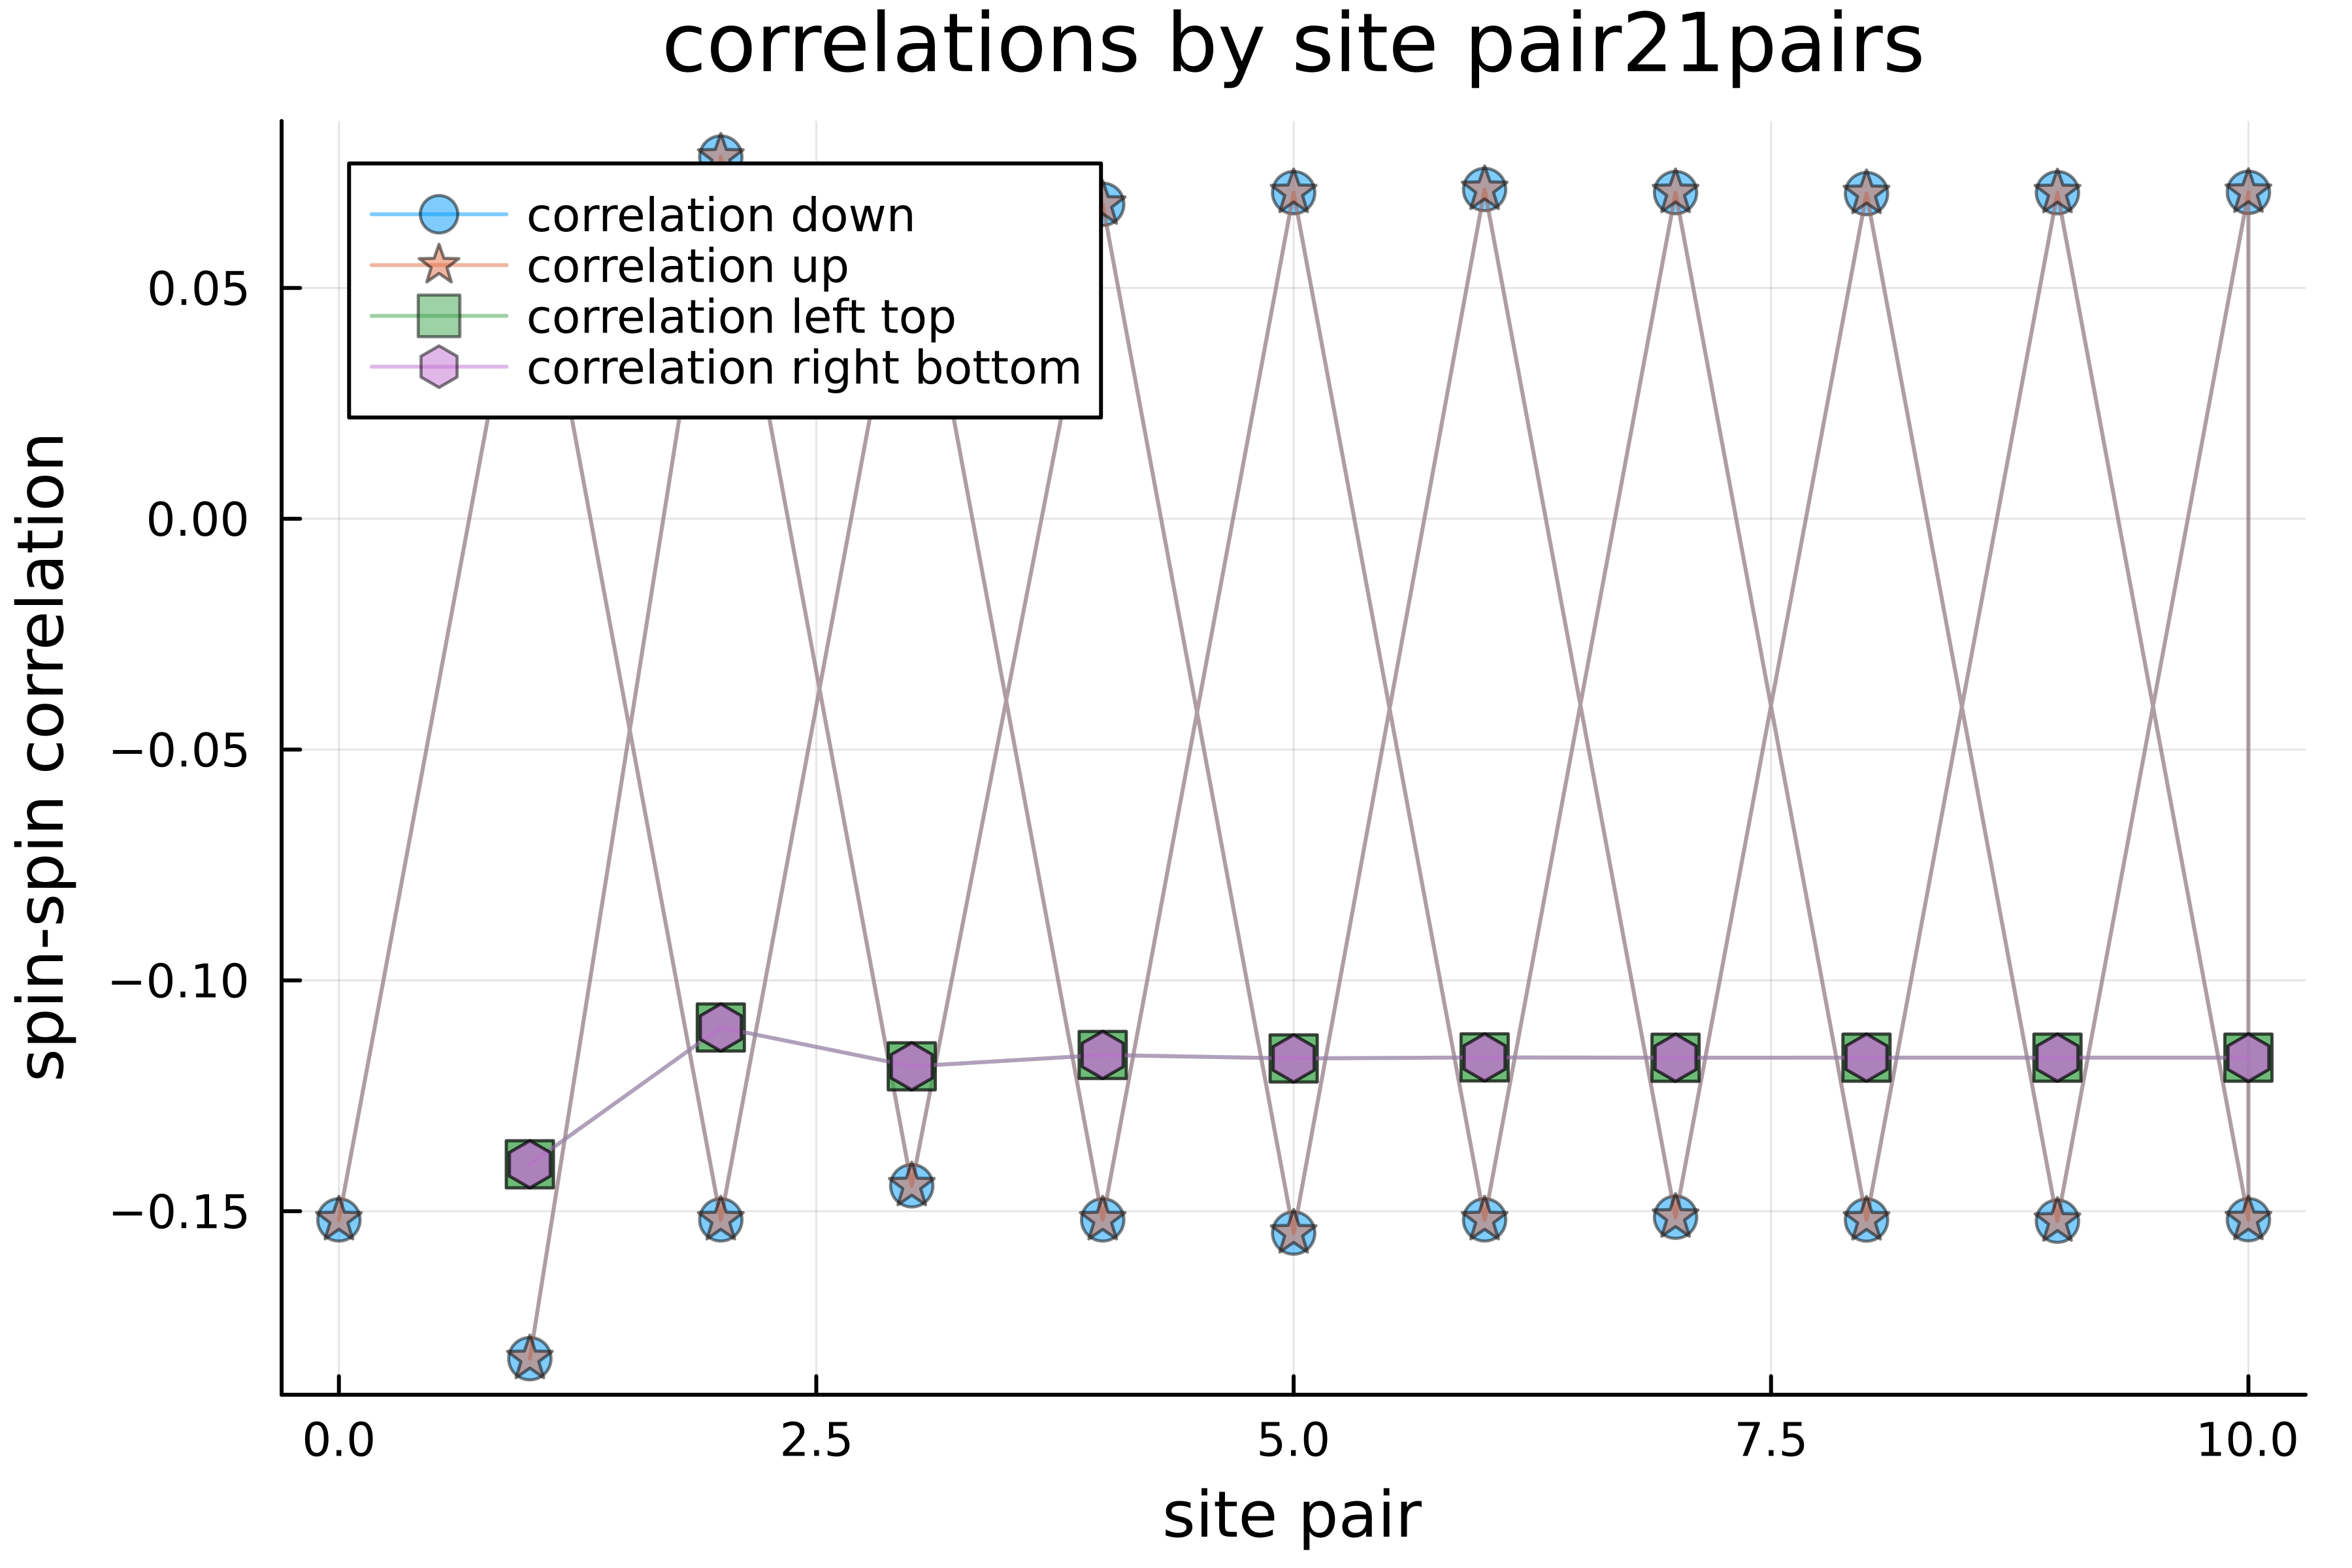 correlations by site pair21pairs
correlation down
correlation up
correlation left top
correlation right bottom
spin-spin correlation
0.05
0.00
−0.05
−0.10
−0.15
0.0 2.5 5.0 7.5 10.0
site pair